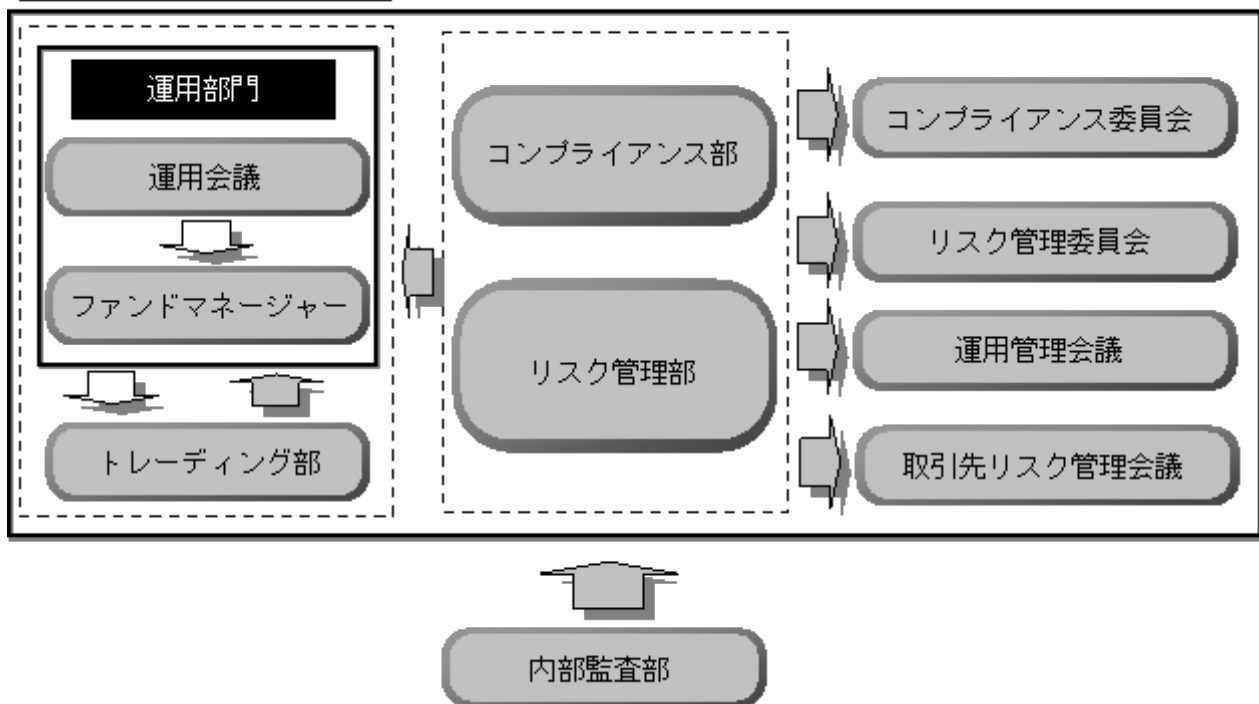 運用部門
運用会議
ファンドマネージャー
トレーディング部
コンプライアンス部
リスク管理部
コンプライアンス委員会
リスク管理委員会
運用管理会議
取引先リスク管理会議
内部監査部